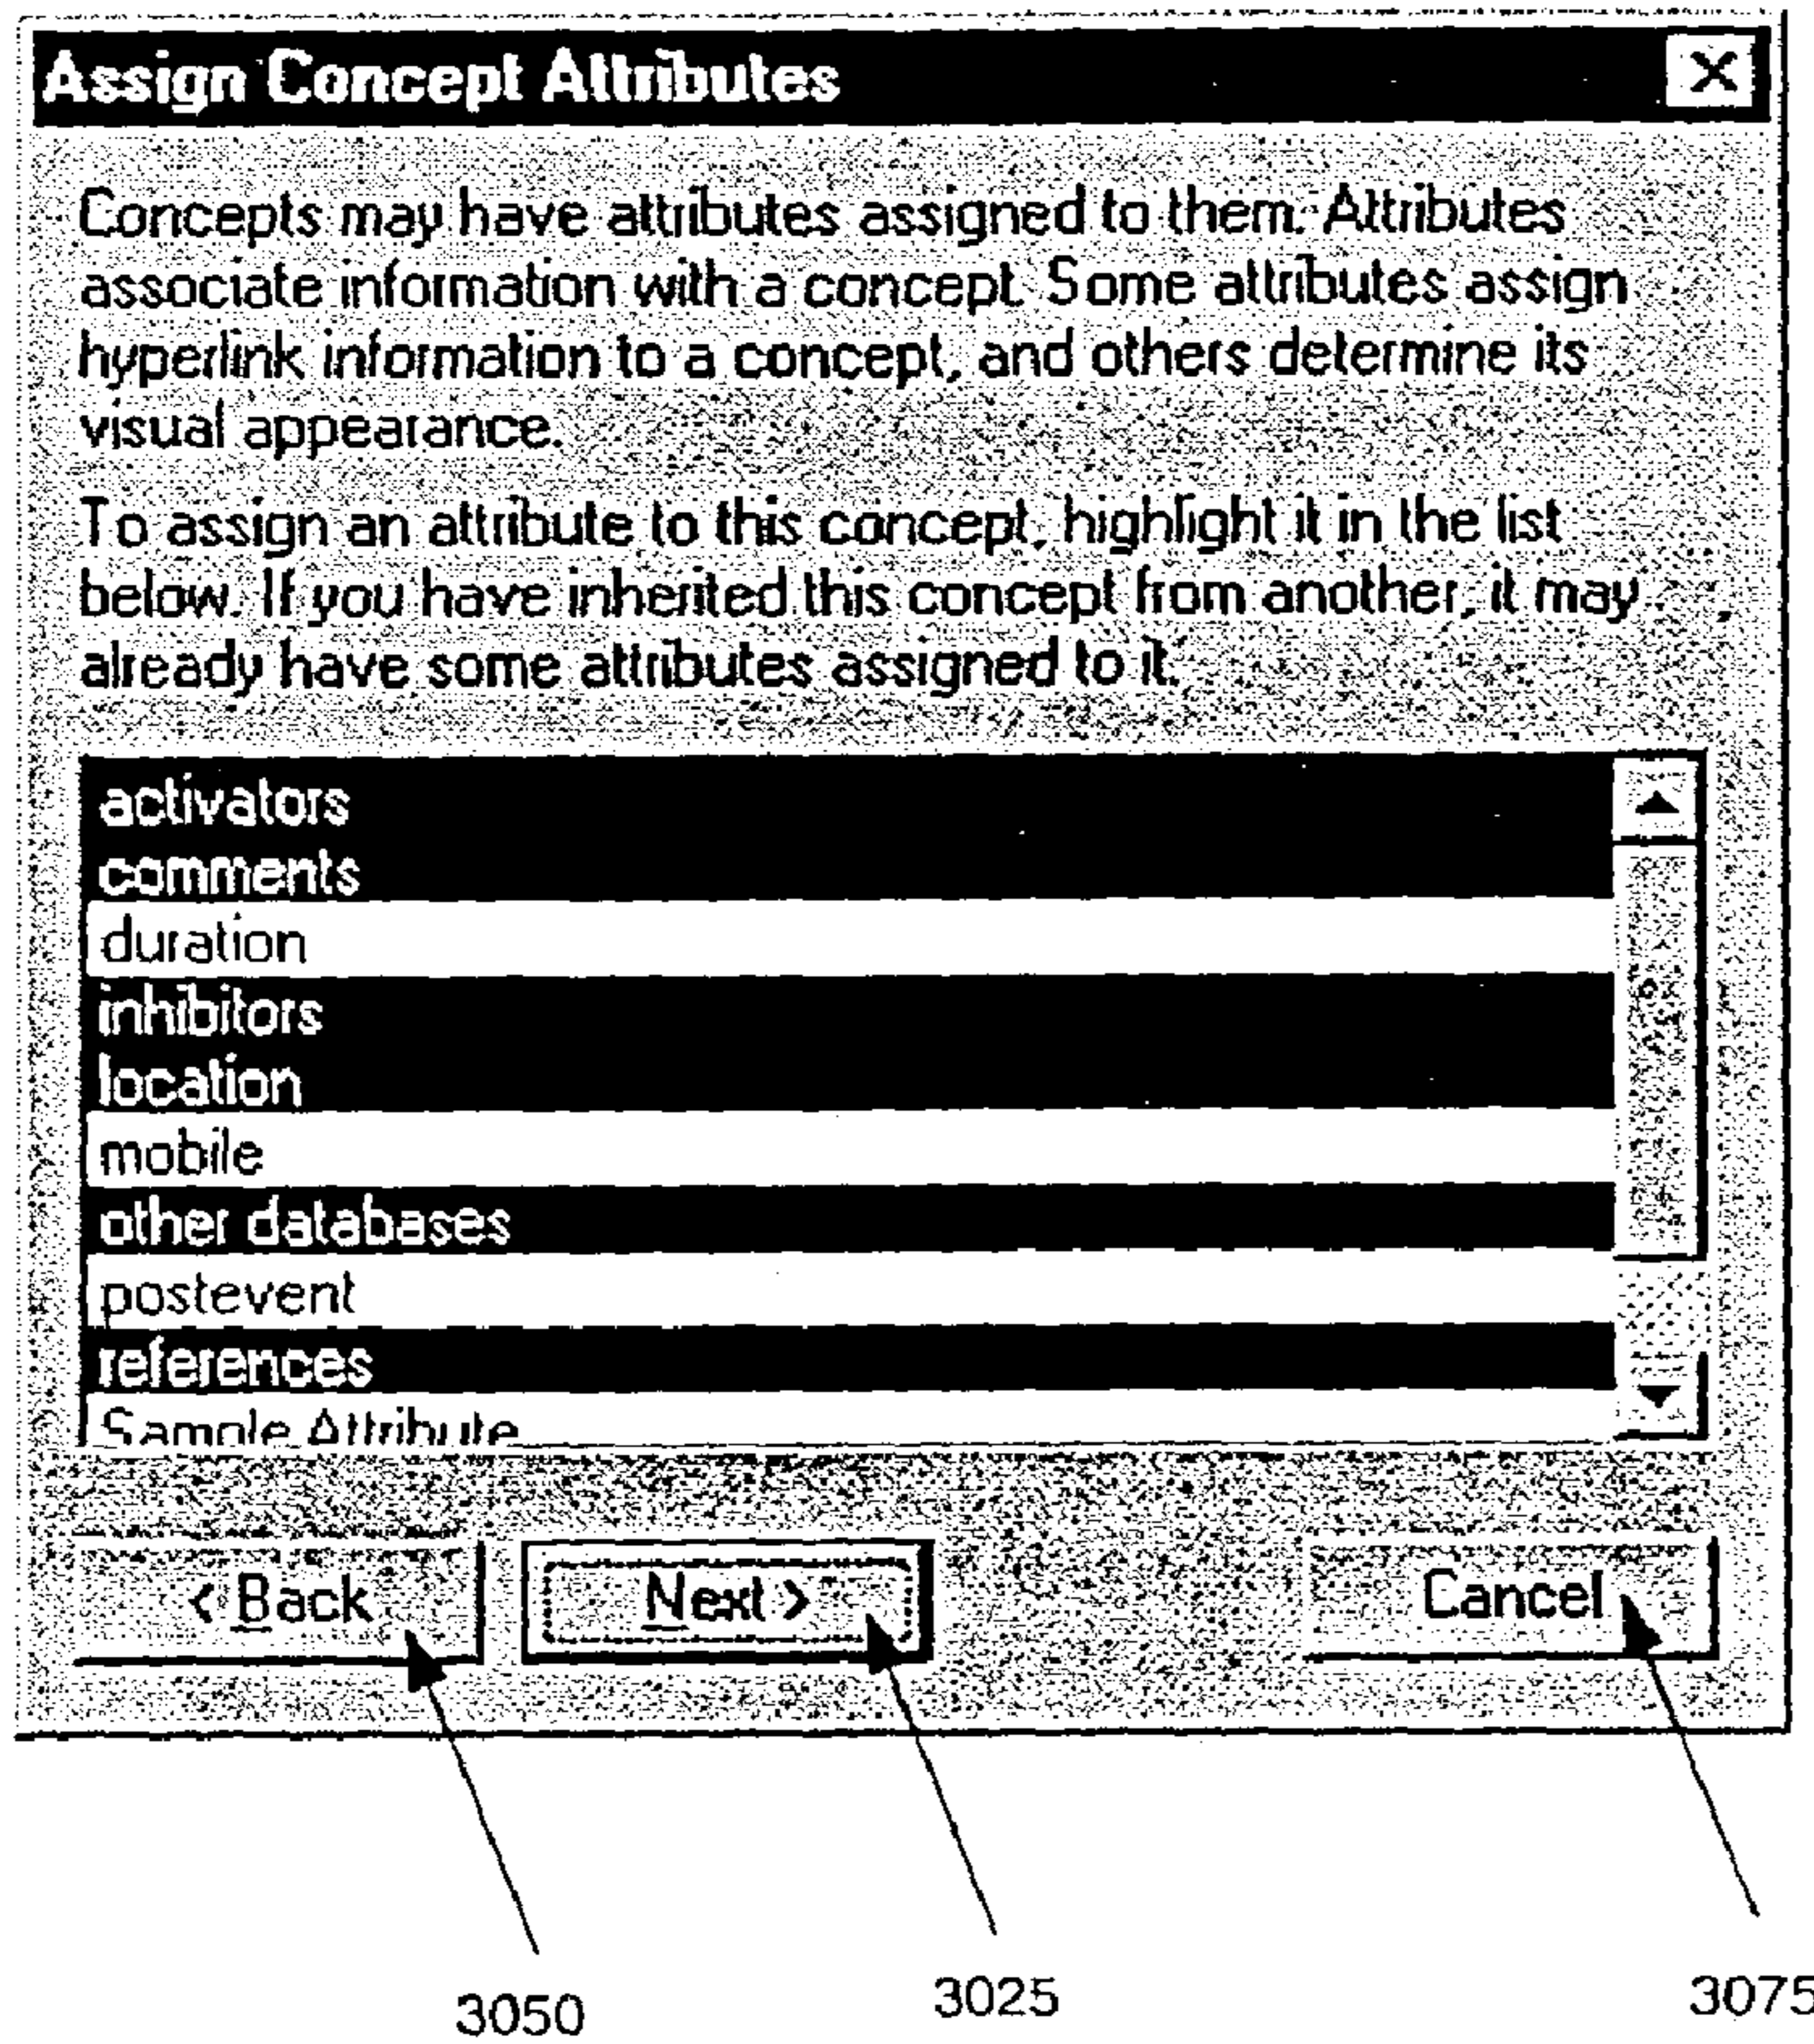 Assign Concept Attributes
Concepts may have attributes assigned to them. Attributes
associate information with a concept. Some attributes assign
hyperlink information to a concept, and others determine its
visual appearance.
To assign an attribute to this concept, highlight it in the list
below. If you have inherited this concept from another, it may
already have some attributes assigned to it.
activators
comments
duration
inhibitors
location
mobile
other databases
postevent
references
Sample Attribute
< Back Next > Cancel
3050 3025 3075